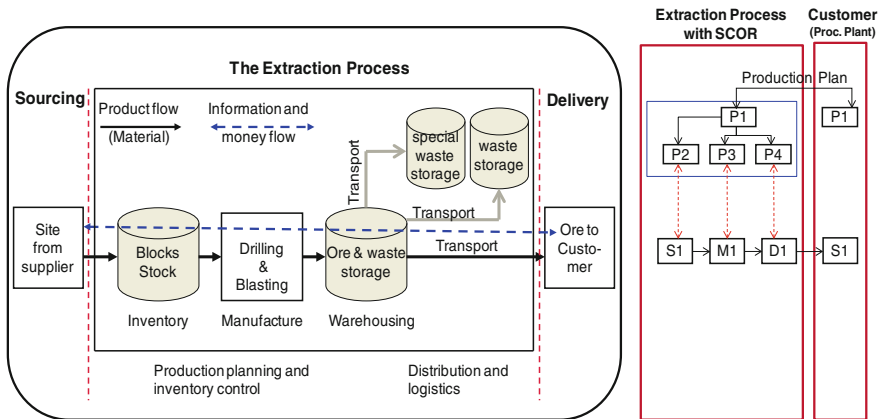 The Extraction Process
Sourcing
Delivery
Product flow
(Material)
Information and
money flow
Transport
special
waste
storage
waste
storage
Transport
Transport
Site
from
supplier
Blocks
Stock
Drilling
&
Blasting
Ore & waste
storage
Ore to
Custo-
mer
Inventory
Manufacture
Warehousing
Production planning and
inventory control
Distribution and
logistics
Extraction Process
with SCOR
Customer
(Proc. Plant)
Production Plan
P1
P1
P2
P3
P4
S1
M1
D1
S1